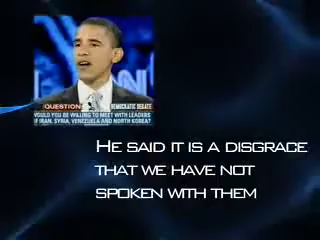 CNN
QUESTION
DEMOCRATIC DEBATE
WOULD YOU BE WILLING TO MEET WITH LEADERS
OF IRAN, SYRIA, VENEZUELA AND NORTH KOREA?
HE SAID IT IS A DISGRACE
THAT WE HAVE NOT
SPOKEN WITH THEM